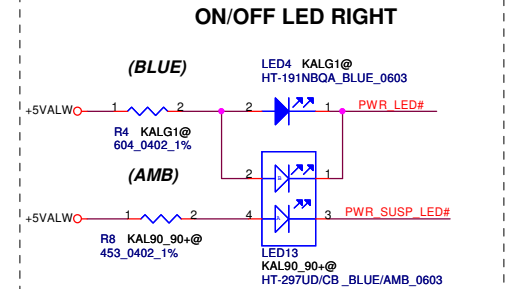 ON/OFF LED RIGHT
(BLUE)
LED4 KALG1@
HT-191NBQA_BLUE_0603
+5VALW
1
2
2
1
PWR_LED#
R4 KALG1@
604_0402_1%
(AMB)
2
B
1
+5VALW
1
2
4
A
3
PWR_SUSP_LED#
R8 KAL90_90+@
453_0402_1%
LED13
KAL90_90+@
HT-297UD/CB _BLUE/AMB_0603